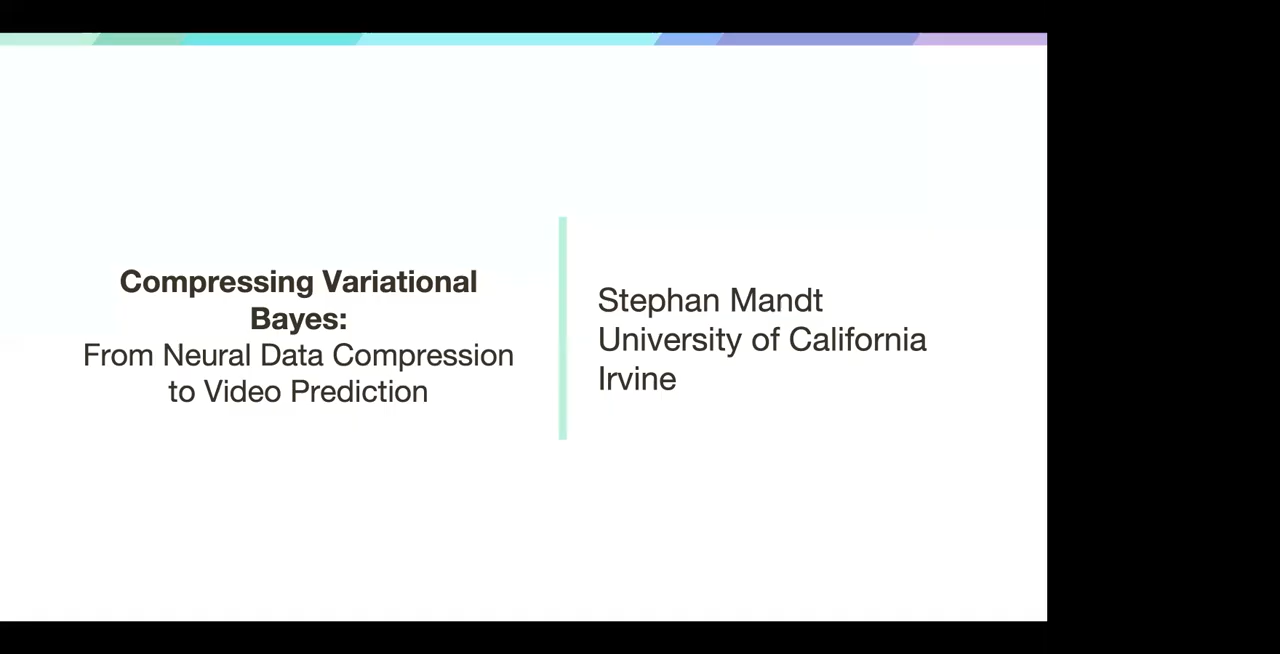 Compressing Variational
Bayes:
From Neural Data Compression
to Video Prediction
Stephan Mandt
University of California
Irvine